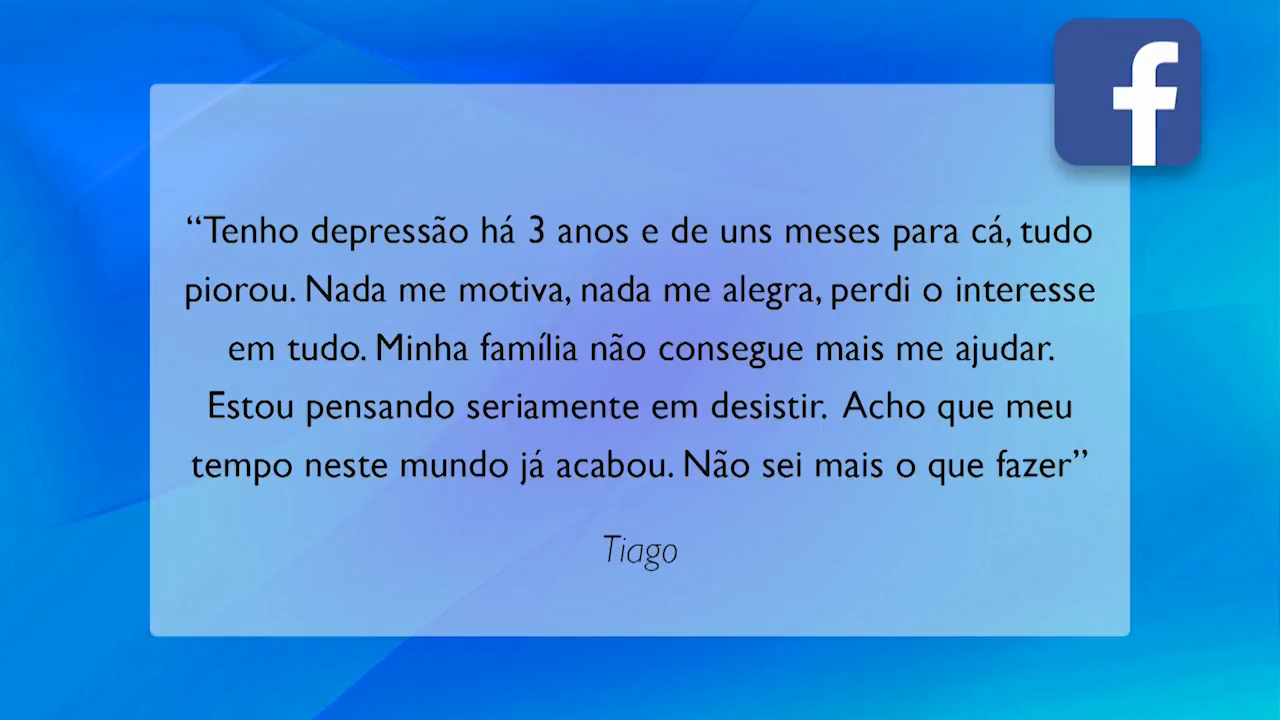 “Tenho depressão há 3 anos e de uns meses para cá, tudo
piorou. Nada me motiva, nada me alegra, perdi o interesse
em tudo. Minha família não consegue mais me ajudar.
Estou pensando seriamente em desistir. Acho que meu
tempo neste mundo já acabou. Não sei mais o que fazer”
Tiago